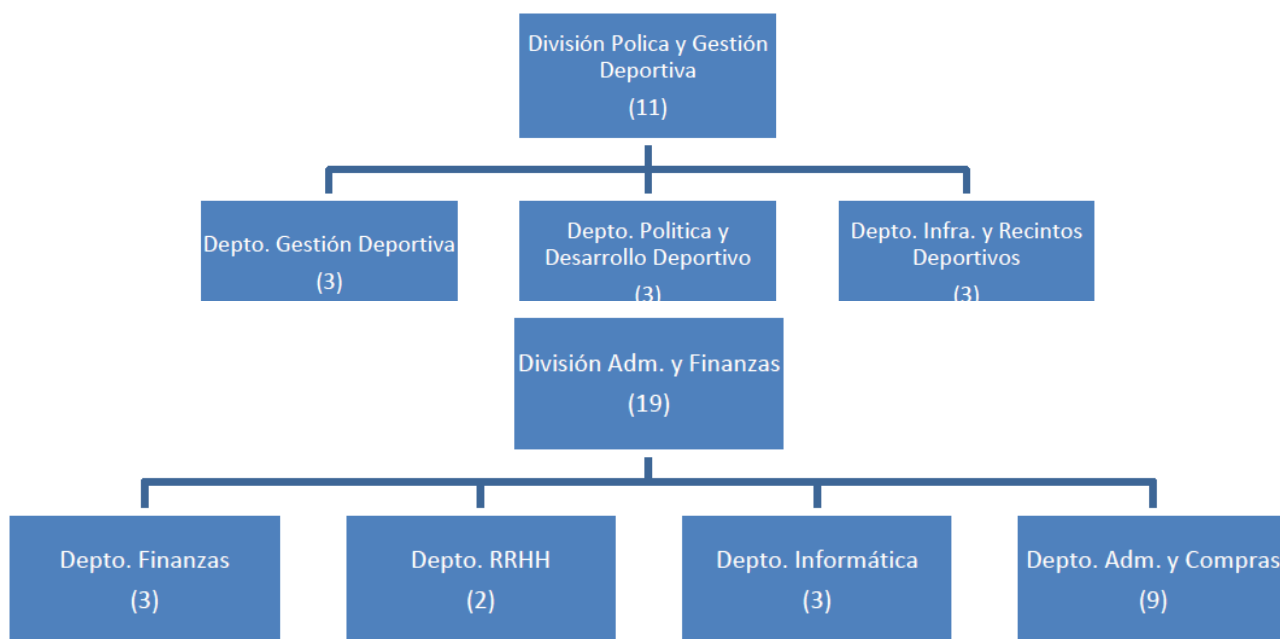 División Polica y Gestión
Deportiva
(11)
Depto. Gestión Deportiva
(3)
Depto. Politica y
Desarrollo Deportivo
(3)
Depto. Infra. y Recintos
Deportivos
(3)
División Adm. y Finanzas
(19)
Depto. Finanzas
(3)
Depto. RRHH
(2)
Depto. Informática
(3)
Depto. Adm. y Compras
(9)